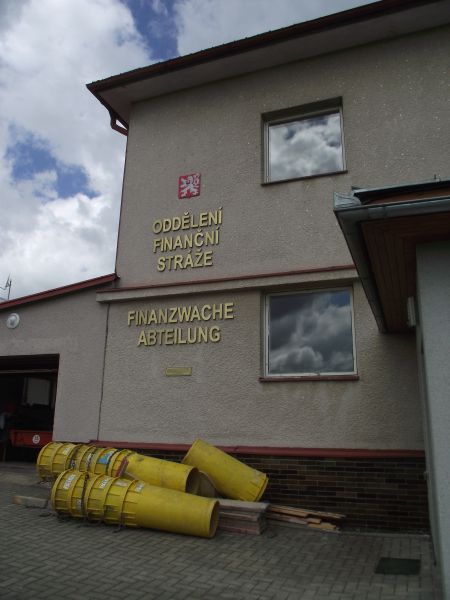 ODDĚLENÍ
FINANČNÍ
STRÁŽE
FINANZWACHE
ABTEILUNG